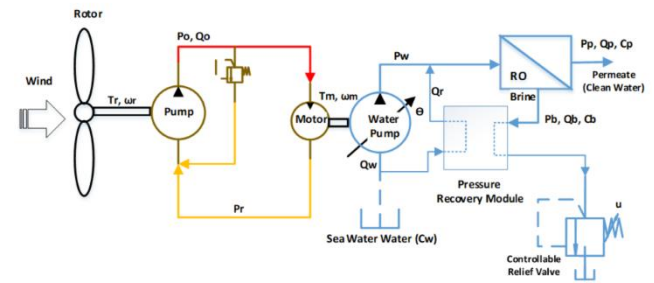 Rotor
Po, Qo
Wind
Tr, ωr
Pump
Tm, ωm
Motor
Water
Pump
Θ
Pw
Qr
Qw
RO
Brine
Pp, Qp, Cp
Permeate
(Clean Water)
Pb, Qb, Cb
Pressure
Recovery Module
Pr
Sea Water Water (Cw)
u
Controllable
Relief Valve